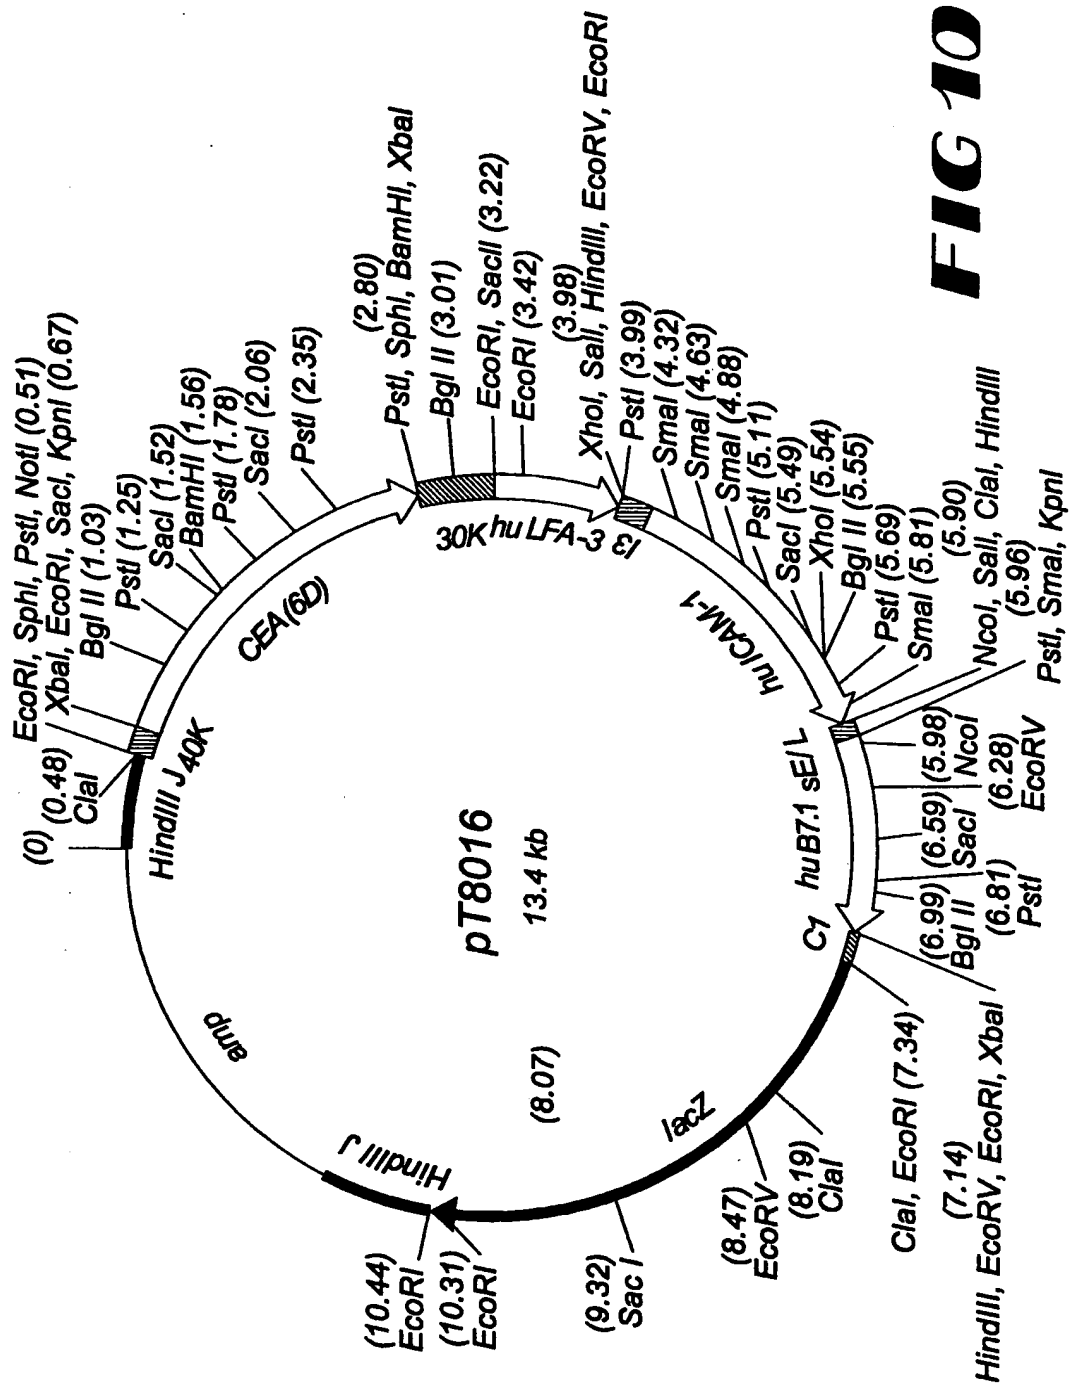 (0)
(0.48)
ClaI
EcoRI, SphI, PstI, NotI (0.51)
XbaI, EcoRI, SacI, KpnI (0.67)
Bgl II (1.03)
PstI (1.25)
SacI (1.52)
BamHI (1.56)
PstI (1.78)
SacI (2.06)
PstI (2.35)
(2.80)
PstI, SphI, BamHI, XbaI
Bgl II (3.01)
EcoRI, SacII (3.22)
EcoRI (3.42)
(3.98)
XhoI, SalI, HindIII, EcoRV, EcoRI
PstI (3.99)
SmaI (4.32)
SmaI (4.63)
SmaI (4.88)
PstI (5.11)
SacI (5.49)
XhoI (5.54)
Bgl II (5.55)
PstI (5.69)
SmaI (5.81)
(5.90)
NcoI, SalI, ClaI, HindIII
(5.96)
PstI, SmaI, KpnI
(5.98)
NcoI
(6.28)
EcoRV
(6.59)
SacI
(6.81)
PstI
(6.99)
Bgl II
(7.14)
HindIII, EcoRV, EcoRI, XbaI
ClaI, EcoRI (7.34)
(8.19)
ClaI
(8.47)
EcoRV
(9.32)
Sac I
(10.31)
EcoRI
(10.44)
EcoRI
HindIII J
40K
CEA (6D)
30K
hu LFA-3
I3
hu ICAM-1
sE/L
huB7.1
C1
lacZ
HindIII J
amp
pT8016
13.4 kb
(8.07)
FIG 10